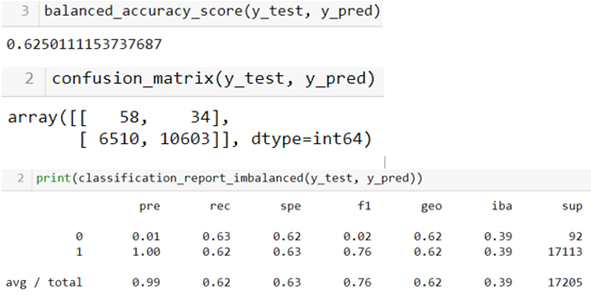 3 balanced_accuracy_score(y_test, y_pred)
0.6250111153737687
2 confusion_matrix(y_test, y_pred)
array([[   58,    34],
       [ 6510, 10603]], dtype=int64)
2 print(classification_report_imbalanced(y_test, y_pred))
pre rec spe f1 geo iba sup
0 0.01 0.63 0.62 0.02 0.62 0.39 92
1 1.00 0.62 0.63 0.76 0.62 0.39 17113
avg / total 0.99 0.62 0.63 0.76 0.62 0.39 17205